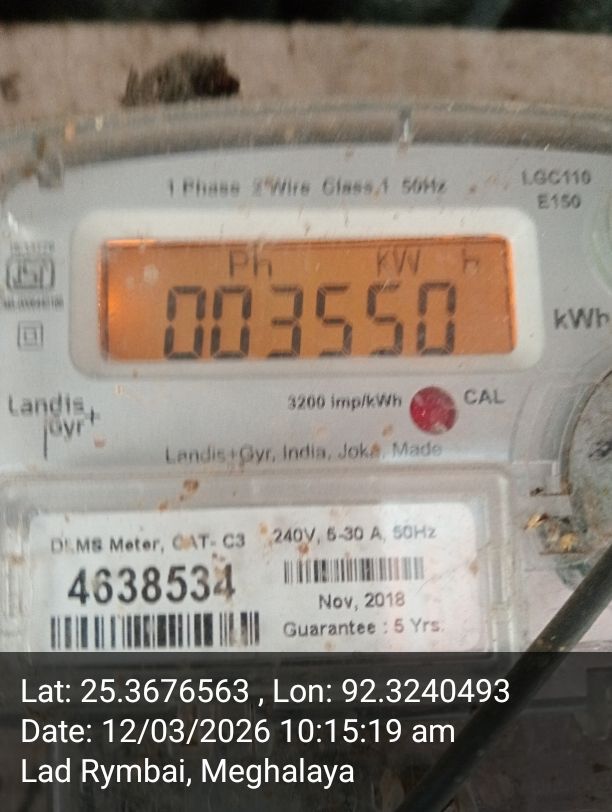 1 Phase 2 Wire Class.1 50Hz
LGC110
E150
Ph KW h
003550
kWh
Landis
Gyr+
3200 imp/kWh
CAL
Landis+Gyr, India, Joka, Made
DLMS Meter, CAT- C3
240V, 5-30 A, 50Hz
4638534
Nov, 2018
Guarantee : 5 Yrs.
Lat: 25.3676563 , Lon: 92.3240493
Date: 12/03/2026 10:15:19 am
Lad Rymbai, Meghalaya